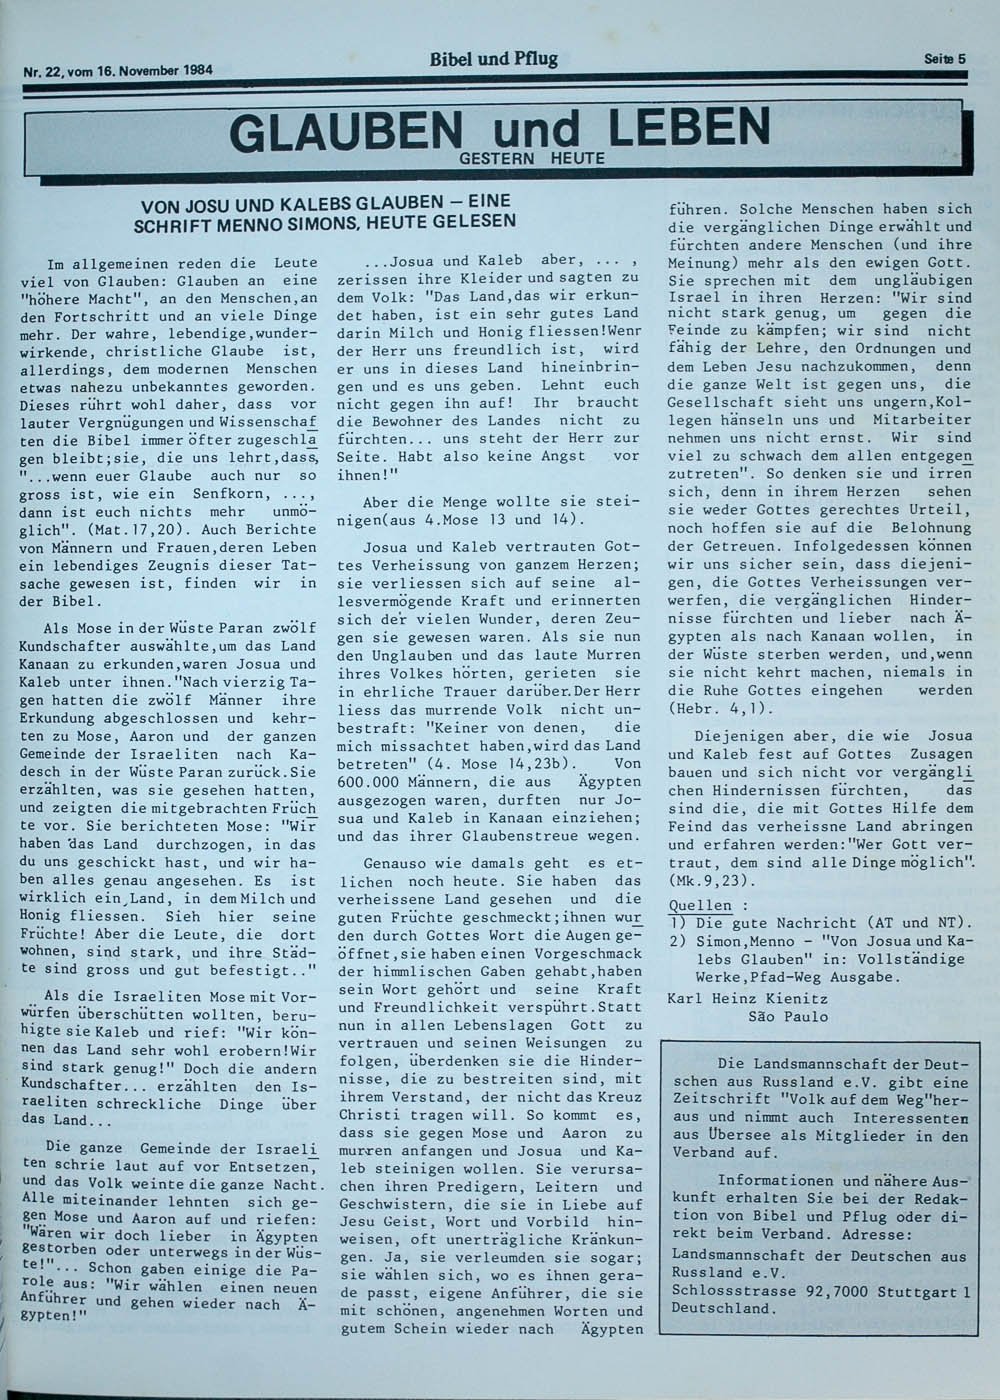 Nr. 22, vom 16. November 1984
Bibel und Pflug
Seite 5
GLAUBEN und LEBEN
GESTERN HEUTE
VON JOSU UND KALEBS GLAUBEN – EINE
SCHRIFT MENNO SIMONS, HEUTE GELESEN
Im allgemeinen reden die Leute
viel von Glauben: Glauben an eine
"höhere Macht", an den Menschen,an
den Fortschritt und an viele Dinge
mehr. Der wahre, lebendige,wunder-
wirkende, christliche Glaube ist,
allerdings, dem modernen Menschen
etwas nahezu unbekanntes geworden.
Dieses rührt wohl daher, dass vor
lauter Vergnügungen und Wissenschaf
ten die Bibel immer öfter zugeschla
gen bleibt;sie, die uns lehrt,dass,
"...wenn euer Glaube auch nur so
gross ist, wie ein Senfkorn, ...,
dann ist euch nichts mehr unmö-
glich". (Mat.17,20). Auch Berichte
von Männern und Frauen,deren Leben
ein lebendiges Zeugnis dieser Tat-
sache gewesen ist, finden wir in
der Bibel.
Als Mose in der Wüste Paran zwölf
Kundschafter auswählte,um das Land
Kanaan zu erkunden,waren Josua und
Kaleb unter ihnen."Nach vierzig Ta-
gen hatten die zwölf Männer ihre
Erkundung abgeschlossen und kehr-
ten zu Mose, Aaron und der ganzen
Gemeinde der Israeliten nach Ka-
desch in der Wüste Paran zurück.Sie
erzählten, was sie gesehen hatten,
und zeigten die mitgebrachten Früch
te vor. Sie berichteten Mose: "Wir
haben das Land durchzogen, in das
du uns geschickt hast, und wir ha-
ben alles genau angesehen. Es ist
wirklich ein Land, in dem Milch und
Honig fliessen. Sieh hier seine
Früchte! Aber die Leute, die dort
wohnen, sind stark, und ihre Städ-
te sind gross und gut befestigt.."
Als die Israeliten Mose mit Vor-
würfen überschütten wollten, beru-
higte sie Kaleb und rief: "Wir kön-
nen das Land sehr wohl erobern!Wir
sind stark genug!" Doch die andern
Kundschafter... erzählten den Is-
raeliten schreckliche Dinge über
das Land...
Die ganze Gemeinde der Israeli
ten schrie laut auf vor Entsetzen,
und das Volk weinte die ganze Nacht.
Alle miteinander lehnten sich ge-
gen Mose und Aaron auf und riefen:
"Wären wir doch lieber in Ägypten
gestorben oder unterwegs in der Wüs-
te!"... Schon gaben einige die Pa-
role aus: "Wir wählen einen neuen
Anführer und gehen wieder nach Ä-
gypten!"
...Josua und Kaleb aber, ... ,
zerissen ihre Kleider und sagten zu
dem Volk: "Das Land,das wir erkun-
det haben, ist ein sehr gutes Land
darin Milch und Honig fliessen!Wenr
der Herr uns freundlich ist, wird
er uns in dieses Land hineinbrin-
gen und es uns geben. Lehnt euch
nicht gegen ihn auf! Ihr braucht
die Bewohner des Landes nicht zu
fürchten... uns steht der Herr zur
Seite. Habt also keine Angst vor
ihnen!"
Aber die Menge wollte sie stei-
nigen(aus 4.Mose 13 und 14).
Josua und Kaleb vertrauten Got-
tes Verheissung von ganzem Herzen;
sie verliessen sich auf seine al-
lesvermögende Kraft und erinnerten
sich der vielen Wunder, deren Zeu-
gen sie gewesen waren. Als sie nun
den Unglauben und das laute Murren
ihres Volkes hörten, gerieten sie
in ehrliche Trauer darüber.Der Herr
liess das murrende Volk nicht un-
bestraft: "Keiner von denen, die
mich missachtet haben,wird das Land
betreten" (4. Mose 14,23b). Von
600.000 Männern, die aus Ägypten
ausgezogen waren, durften nur Jo-
sua und Kaleb in Kanaan einziehen;
und das ihrer Glaubenstreue wegen.
Genauso wie damals geht es et-
lichen noch heute. Sie haben das
verheissene Land gesehen und die
guten Früchte geschmeckt;ihnen wur
den durch Gottes Wort die Augen ge-
öffnet,sie haben einen Vorgeschmack
der himmlischen Gaben gehabt,haben
sein Wort gehört und seine Kraft
und Freundlichkeit verspührt.Statt
nun in allen Lebenslagen Gott zu
vertrauen und seinen Weisungen zu
folgen, überdenken sie die Hinder-
nisse, die zu bestreiten sind, mit
ihrem Verstand, der nicht das Kreuz
Christi tragen will. So kommt es,
dass sie gegen Mose und Aaron zu
murren anfangen und Josua und Ka-
leb steinigen wollen. Sie verursa-
chen ihren Predigern, Leitern und
Geschwistern, die sie in Liebe auf
Jesu Geist, Wort und Vorbild hin-
weisen, oft unerträgliche Kränkun-
gen. Ja, sie verleumden sie sogar;
sie wählen sich, wo es ihnen gera-
de passt, eigene Anführer, die sie
mit schönen, angenehmen Worten und
gutem Schein wieder nach Ägypten
führen. Solche Menschen haben sich
die vergänglichen Dinge erwählt und
fürchten andere Menschen (und ihre
Meinung) mehr als den ewigen Gott.
Sie sprechen mit dem ungläubigen
Israel in ihren Herzen: "Wir sind
nicht stark genug, um gegen die
Feinde zu kämpfen; wir sind nicht
fähig der Lehre, den Ordnungen und
dem Leben Jesu nachzukommen, denn
die ganze Welt ist gegen uns, die
Gesellschaft sieht uns ungern,Kol-
legen hänseln uns und Mitarbeiter
nehmen uns nicht ernst. Wir sind
viel zu schwach dem allen entgegen
zutreten". So denken sie und irren
sich, denn in ihrem Herzen sehen
sie weder Gottes gerechtes Urteil,
noch hoffen sie auf die Belohnung
der Getreuen. Infolgedessen können
wir uns sicher sein, dass diejeni-
gen, die Gottes Verheissungen ver-
werfen, die vergänglichen Hinder-
nisse fürchten und lieber nach Ä-
gypten als nach Kanaan wollen, in
der Wüste sterben werden, und,wenn
sie nicht kehrt machen, niemals in
die Ruhe Gottes eingehen werden
(Hebr. 4,1).
Diejenigen aber, die wie Josua
und Kaleb fest auf Gottes Zusagen
bauen und sich nicht vor vergängli
chen Hindernissen fürchten, das
sind die, die mit Gottes Hilfe dem
Feind das verheissne Land abringen
und erfahren werden:"Wer Gott ver-
traut, dem sind alle Dinge möglich".
(Mk.9,23).
Quellen :
1) Die gute Nachricht (AT und NT).
2) Simon,Menno - "Von Josua und Ka-
lebs Glauben" in: Vollständige
Werke,Pfad-Weg Ausgabe.
Karl Heinz Kienitz
São Paulo
Die Landsmannschaft der Deut-
schen aus Russland e.V. gibt eine
Zeitschrift "Volk auf dem Weg"her-
aus und nimmt auch Interessenten
aus Übersee als Mitglieder in den
Verband auf.
Informationen und nähere Aus-
kunft erhalten Sie bei der Redak-
tion von Bibel und Pflug oder di-
rekt beim Verband. Adresse:
Landsmannschaft der Deutschen aus
Russland e.V.
Schlossstrasse 92,7000 Stuttgart 1
Deutschland.